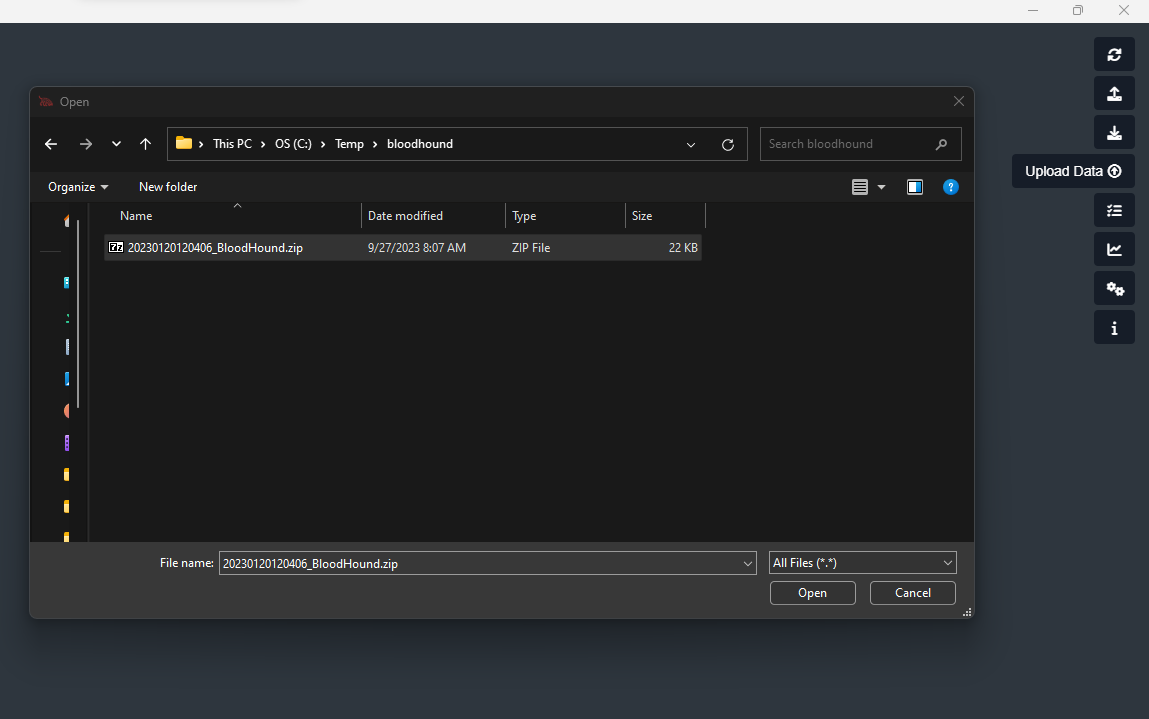 Open
This PC > OS (C:) > Temp > bloodhound
Search bloodhound
Upload Data
Organize
New folder
?
Name
Date modified
Type
Size
7z 20230120120406_BloodHound.zip
9/27/2023 8:07 AM
ZIP File
22 KB
File name:
20230120120406_BloodHound.zip
All Files (*.*)
Open
Cancel